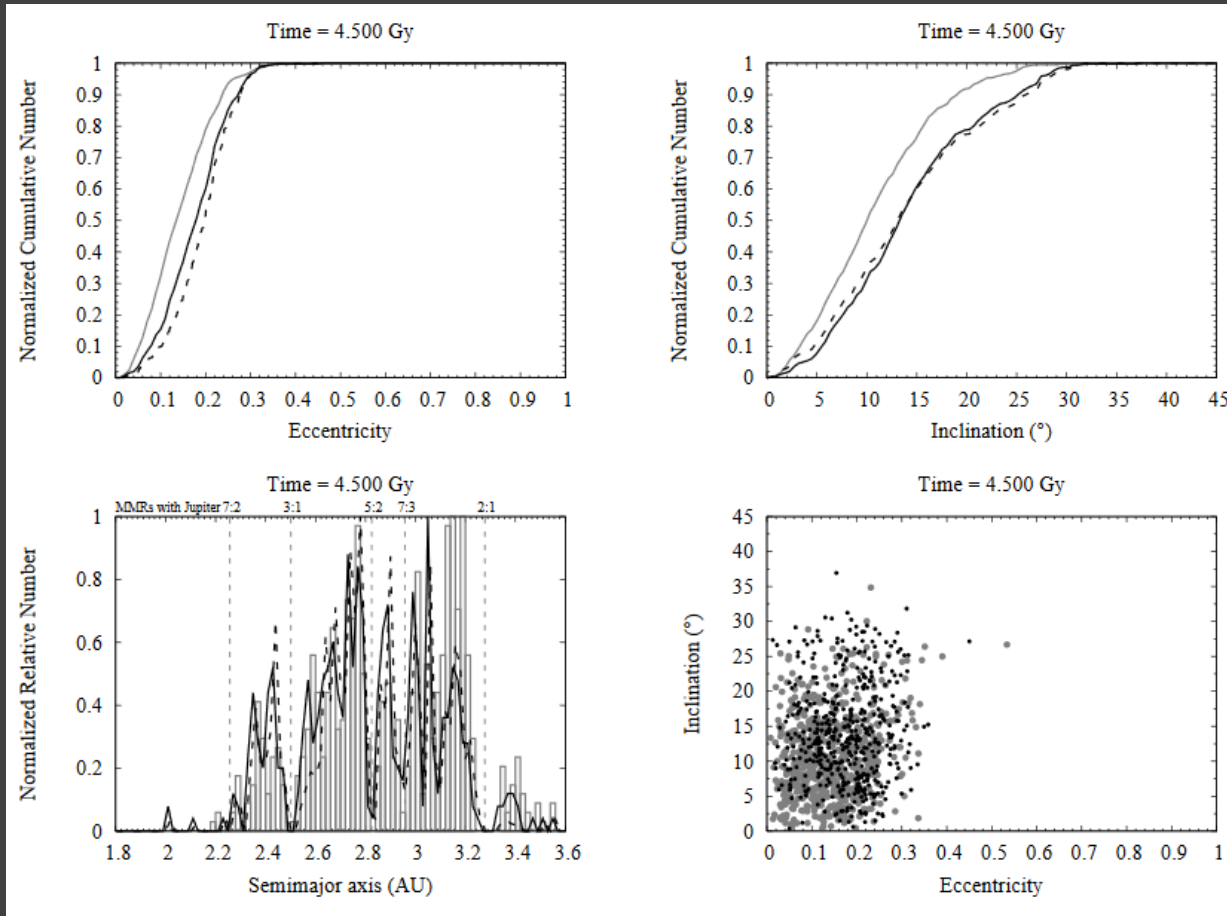 Time = 4.500 Gy
Normalized Cumulative Number
1
0.9
0.8
0.7
0.6
0.5
0.4
0.3
0.2
0.1
0
0 0.1 0.2 0.3 0.4 0.5 0.6 0.7 0.8 0.9 1
Eccentricity
Time = 4.500 Gy
Normalized Cumulative Number
1
0.9
0.8
0.7
0.6
0.5
0.4
0.3
0.2
0.1
0
0 5 10 15 20 25 30 35 40 45
Inclination (°)
Time = 4.500 Gy
MMRs with Jupiter 7:2 3:1 5:2 7:3 2:1
Normalized Relative Number
1
0.8
0.6
0.4
0.2
0
1.8 2 2.2 2.4 2.6 2.8 3 3.2 3.4 3.6
Semimajor axis (AU)
Time = 4.500 Gy
Inclination (°)
45
40
35
30
25
20
15
10
5
0
0 0.1 0.2 0.3 0.4 0.5 0.6 0.7 0.8 0.9 1
Eccentricity